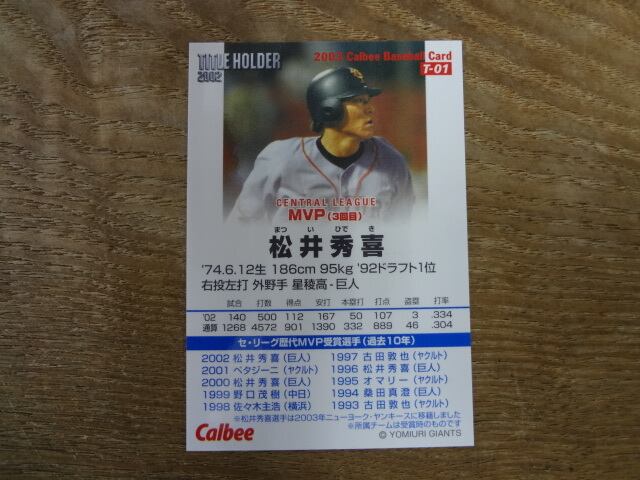 TITLE HOLDER
2002
2003 Calbee Baseball Card
T-01
CENTRAL LEAGUE
MVP(3回目)
まつ い ひで き
松井秀喜
'74.6.12生 186cm 95kg '92ドラフト1位
右投左打 外野手 星稜高-巨人
試合 打数 得点 安打 本塁打 打点 盗塁 打率
'02 140 500 112 167 50 107 3 .334
通算 1268 4572 901 1390 332 889 46 .304
セ・リーグ歴代MVP受賞選手(過去10年)
2002 松井秀喜(巨人) 1997 古田敦也(ヤクルト)
2001 ペタジーニ(ヤクルト) 1996 松井秀喜(巨人)
2000 松井秀喜(巨人) 1995 オマリー(ヤクルト)
1999 野口茂樹(中日) 1994 桑田真澄(巨人)
1998 佐々木主浩(横浜) 1993 古田敦也(ヤクルト)
※松井秀喜選手は2003年ニューヨーク・ヤンキースに移籍しました
※所属チームは受賞時のものです
Calbee
© YOMIURI GIANTS